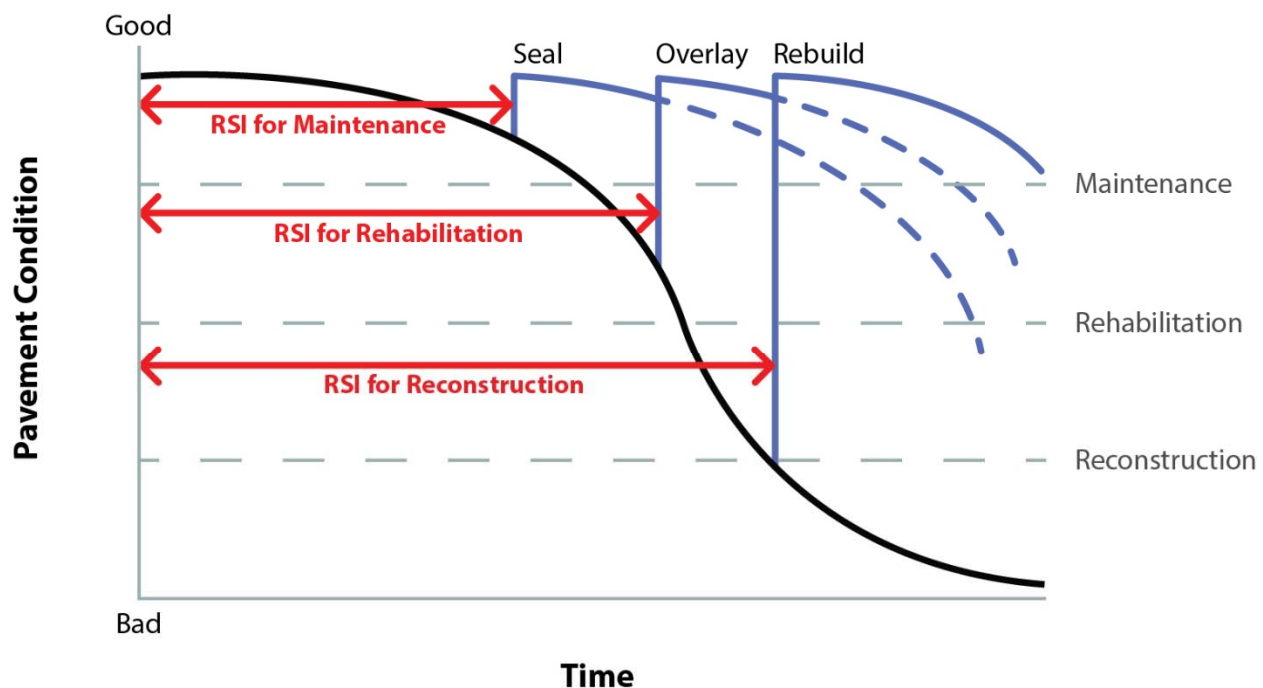 Good
Seal
Overlay
Rebuild
RSI for Maintenance
Maintenance
RSI for Rehabilitation
Rehabilitation
RSI for Reconstruction
Reconstruction
Pavement Condition
Bad
Time